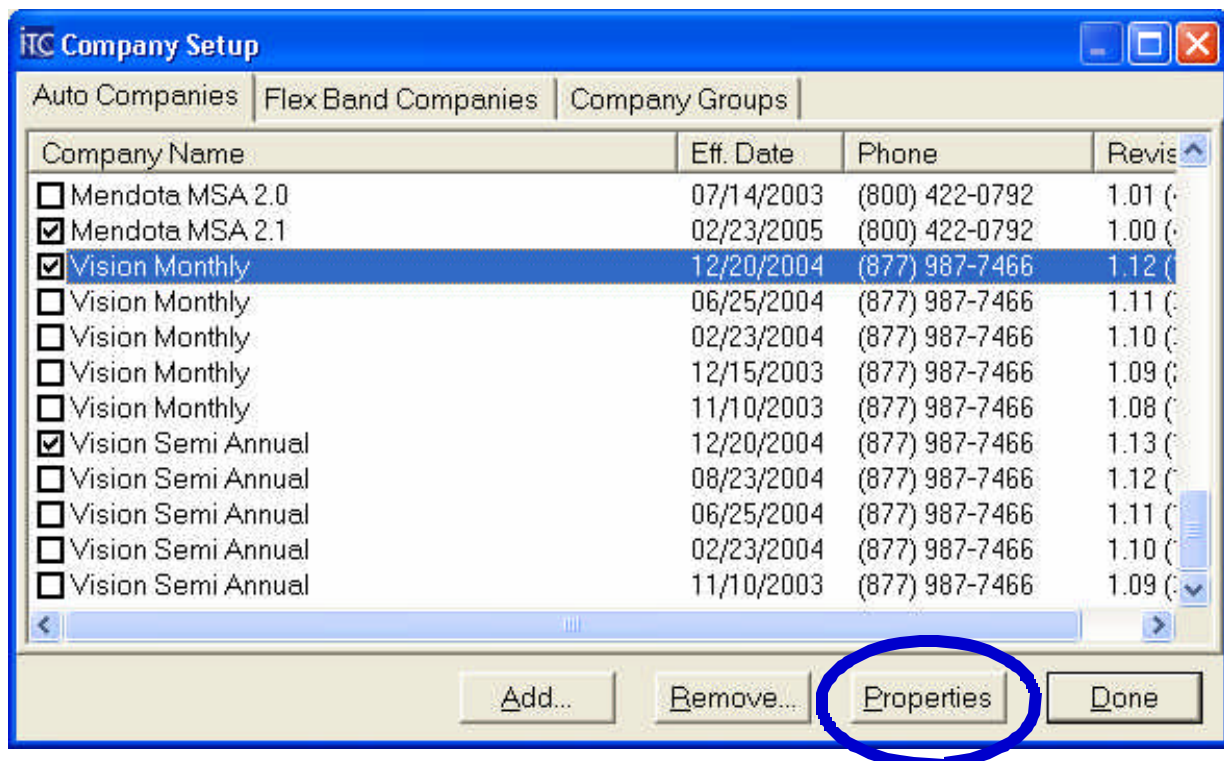 iTC Company Setup
Auto Companies Flex Band Companies Company Groups
Company Name Eff. Date Phone Revis
Mendota MSA 2.0 07/14/2003 (800) 422-0792 1.01 (
Mendota MSA 2.1 02/23/2005 (800) 422-0792 1.00 (
Vision Monthly 12/20/2004 (877) 987-7466 1.12 (
Vision Monthly 06/25/2004 (877) 987-7466 1.11 (
Vision Monthly 02/23/2004 (877) 987-7466 1.10 (
Vision Monthly 12/15/2003 (877) 987-7466 1.09 (
Vision Monthly 11/10/2003 (877) 987-7466 1.08 (
Vision Semi Annual 12/20/2004 (877) 987-7466 1.13 (
Vision Semi Annual 08/23/2004 (877) 987-7466 1.12 (
Vision Semi Annual 06/25/2004 (877) 987-7466 1.11 (
Vision Semi Annual 02/23/2004 (877) 987-7466 1.10 (
Vision Semi Annual 11/10/2003 (877) 987-7466 1.09 (
Add... Remove... Properties Done